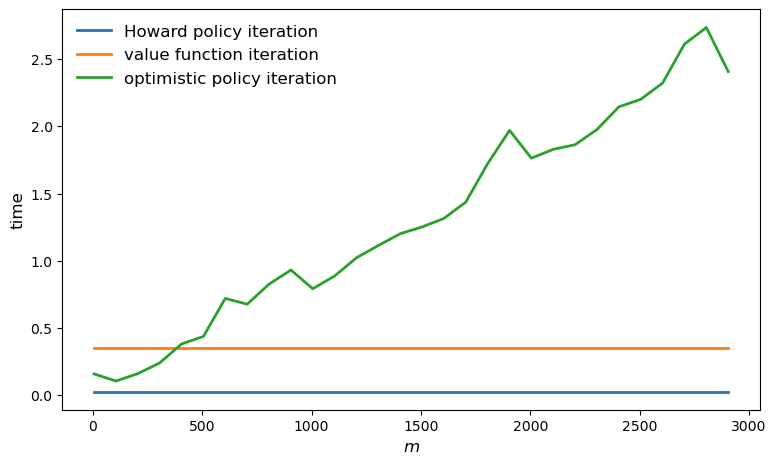 Howard policy iteration
value function iteration
optimistic policy iteration
time
2.5
2.0
1.5
1.0
0.5
0.0
0 500 1000 1500 2000 2500 3000
m